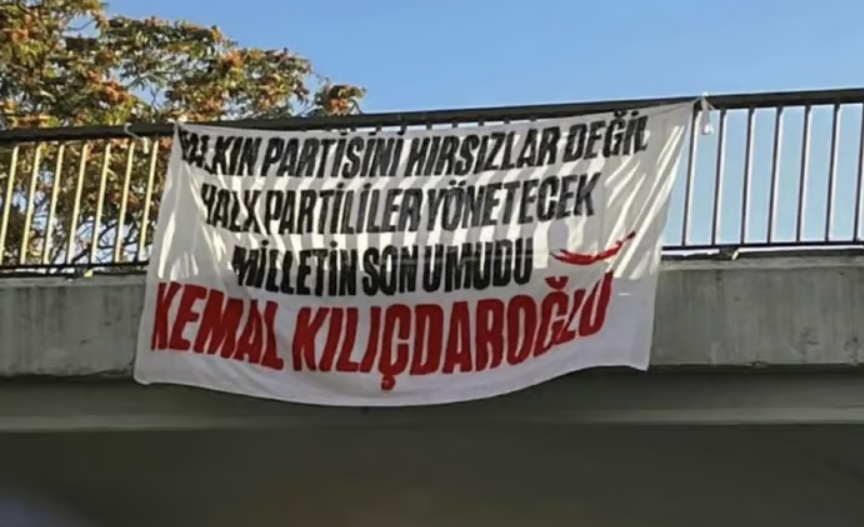 HALKIN PARTİSİNİ HIRSIZLAR DEĞİL
HALK PARTİLİLER YÖNETECEK
MİLLETİN SON UMUDU
KEMAL KILIÇDAROĞLU